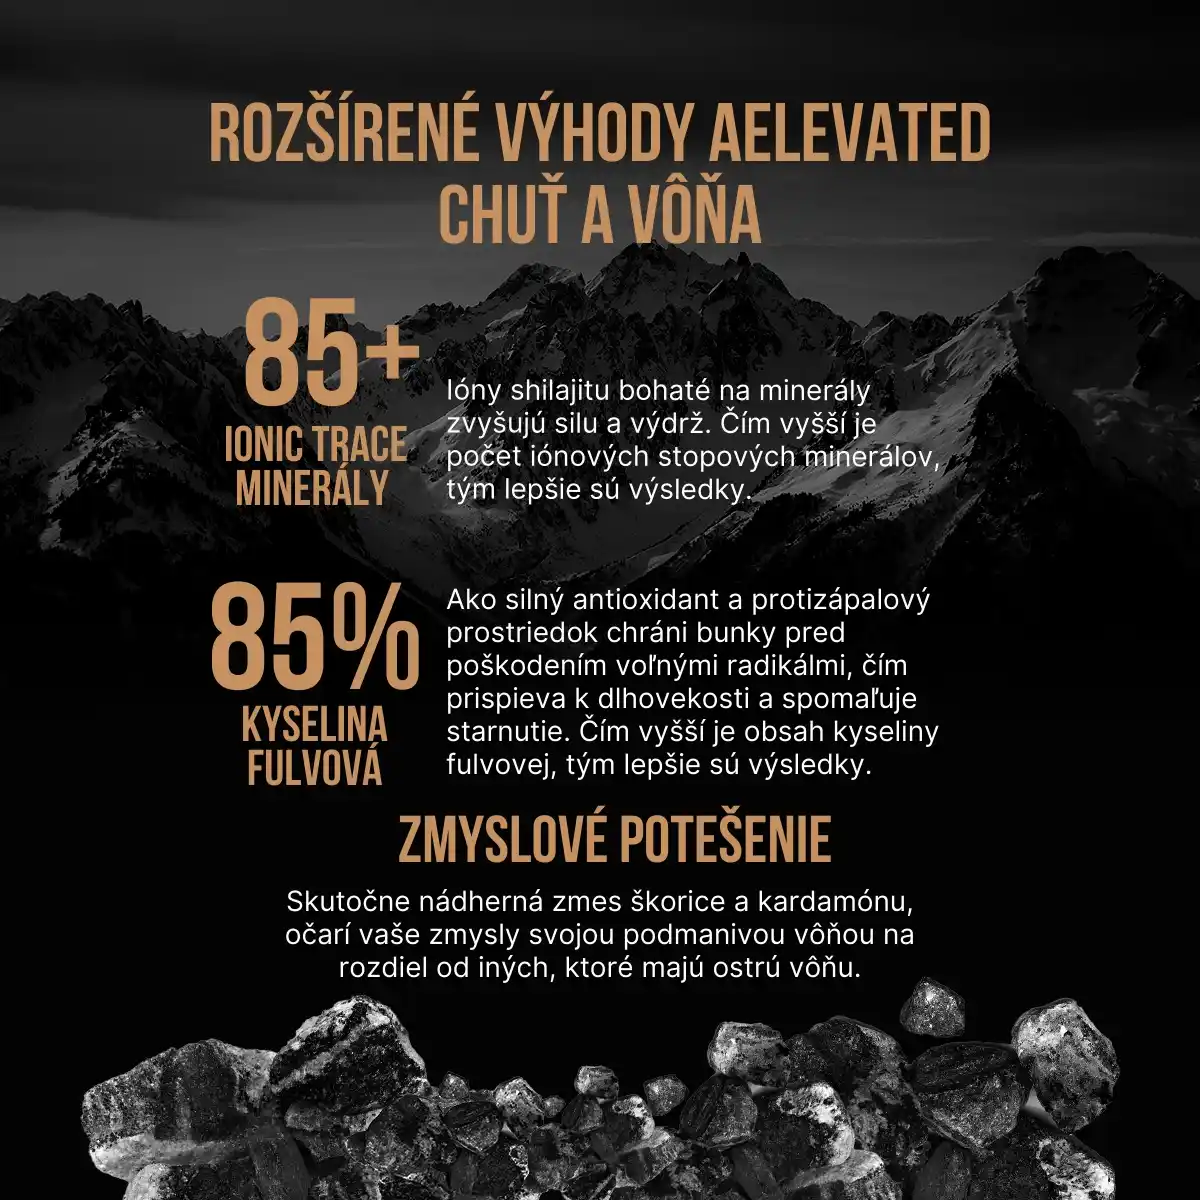 ROZŠÍRENÉ VÝHODY AELEVATED
CHUŤ A VÔŇA
85+
IONIC TRACE
MINERÁLY
Ióny shilajitu bohaté na minerály
zvyšujú silu a výdrž. Čím vyšší je
počet iónových stopových minerálov,
tým lepšie sú výsledky.
85%
KYSELINA
FULVOVÁ
Ako silný antioxidant a protizápalový
prostriedok chráni bunky pred
poškodením voľnými radikálmi, čím
prispieva k dlhovekosti a spomaľuje
starnutie. Čím vyšší je obsah kyseliny
fulvovej, tým lepšie sú výsledky.
ZMYSLOVÉ POTEŠENIE
Skutočne nádherná zmes škorice a kardamónu,
očarí vaše zmysly svojou podmanivou vôňou na
rozdiel od iných, ktoré majú ostrú vôňu.